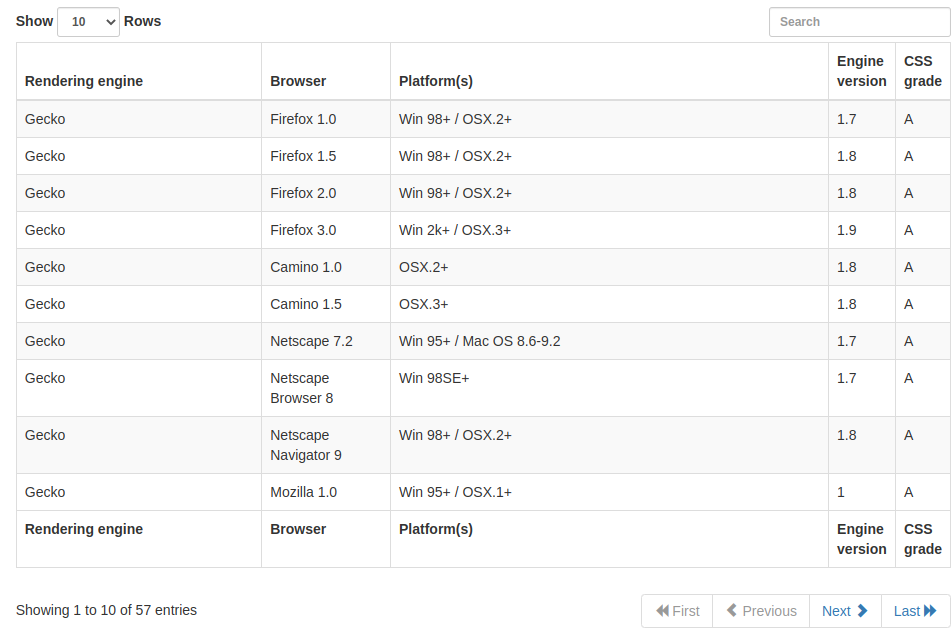 Show 10 Rows Search
Rendering engine Browser Platform(s) Engine version CSS grade
Gecko Firefox 1.0 Win 98+ / OSX.2+ 1.7 A
Gecko Firefox 1.5 Win 98+ / OSX.2+ 1.8 A
Gecko Firefox 2.0 Win 98+ / OSX.2+ 1.8 A
Gecko Firefox 3.0 Win 2k+ / OSX.3+ 1.9 A
Gecko Camino 1.0 OSX.2+ 1.8 A
Gecko Camino 1.5 OSX.3+ 1.8 A
Gecko Netscape 7.2 Win 95+ / Mac OS 8.6-9.2 1.7 A
Gecko Netscape Browser 8 Win 98SE+ 1.7 A
Gecko Netscape Navigator 9 Win 98+ / OSX.2+ 1.8 A
Gecko Mozilla 1.0 Win 95+ / OSX.1+ 1 A
Rendering engine Browser Platform(s) Engine version CSS grade
Showing 1 to 10 of 57 entries First Previous Next Last